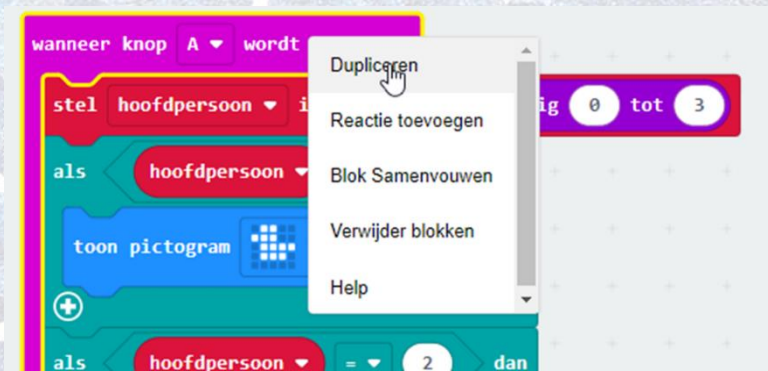 wanneer knop A wordt
Dupliceren
stel hoofdpersoon i
ig 0 tot 3
Reactie toevoegen
als hoofdpersoon
Blok Samenvouwen
toon pictogram
Verwijder blokken
Help
als hoofdpersoon = 2 dan